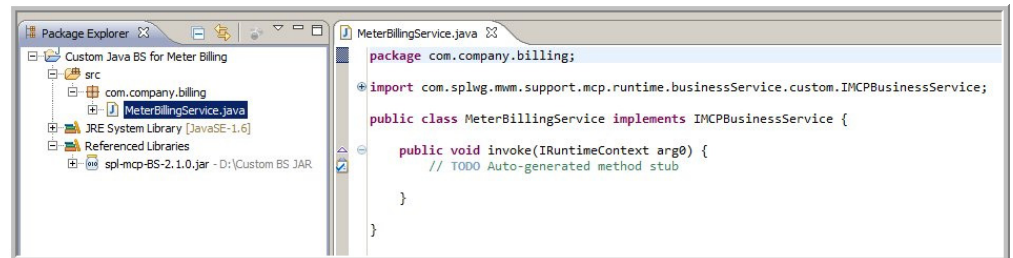 Package Explorer
Custom Java BS for Meter Billing
src
com.company.billing
MeterBillingService.java
JRE System Library [JavaSE-1.6]
Referenced Libraries
spl-mcp-BS-2.1.0.jar - D:\Custom BS JAR
MeterBillingService.java
package com.company.billing;
import com.splwg.mwm.support.mcp.runtime.businessService.custom.IMCPBusinessService;
public class MeterBillingService implements IMCPBusinessService {
public void invoke(IRuntimeContext arg0) {
// TODO Auto-generated method stub
}
}